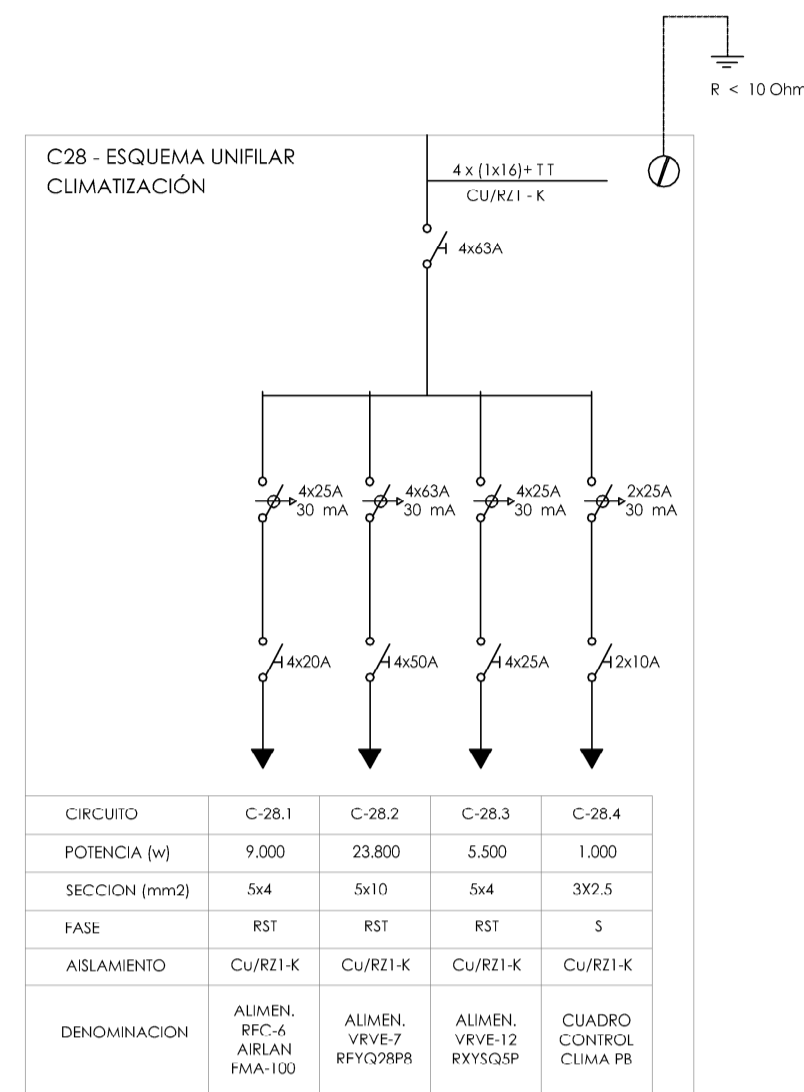 R < 10 Ohm
C28 - ESQUEMA UNIFILAR
CLIMATIZACIÓN
4 x (1x16)+ TT
CU/RZ1 - K
4x63A
4x25A
30 mA
4x63A
30 mA
4x25A
30 mA
2x25A
30 mA
4x20A
4x50A
4x25A
2x10A
CIRCUITO C-28.1 C-28.2 C-28.3 C-28.4
POTENCIA (w) 9.000 23.800 5.500 1.000
SECCION (mm2) 5x4 5x10 5x4 3X2.5
FASE RST RST RST S
AISLAMIENTO Cu/RZ1-K Cu/RZ1-K Cu/RZ1-K Cu/RZ1-K
DENOMINACION
ALIMEN.
RFC-6
AIRLAN
FMA-100
ALIMEN.
VRVE-7
REYQ28P8
ALIMEN.
VRVE-12
RXYSQ5P
CUADRO
CONTROL
CLIMA PB